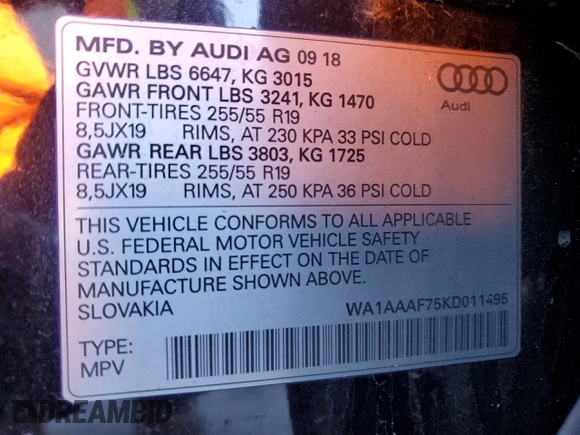 MFD. BY AUDI AG 09 18
GVWR LBS 6647, KG 3015
GAWR FRONT LBS 3241, KG 1470
FRONT-TIRES 255/55 R19
8,5JX19 RIMS, AT 230 KPA 33 PSI COLD
GAWR REAR LBS 3803, KG 1725
REAR-TIRES 255/55 R19
8,5JX19 RIMS, AT 250 KPA 36 PSI COLD
Audi
THIS VEHICLE CONFORMS TO ALL APPLICABLE
U.S. FEDERAL MOTOR VEHICLE SAFETY
STANDARDS IN EFFECT ON THE DATE OF
MANUFACTURE SHOWN ABOVE.
SLOVAKIA WA1AAAF75KD011495
TYPE:
MPV
DREAMBID